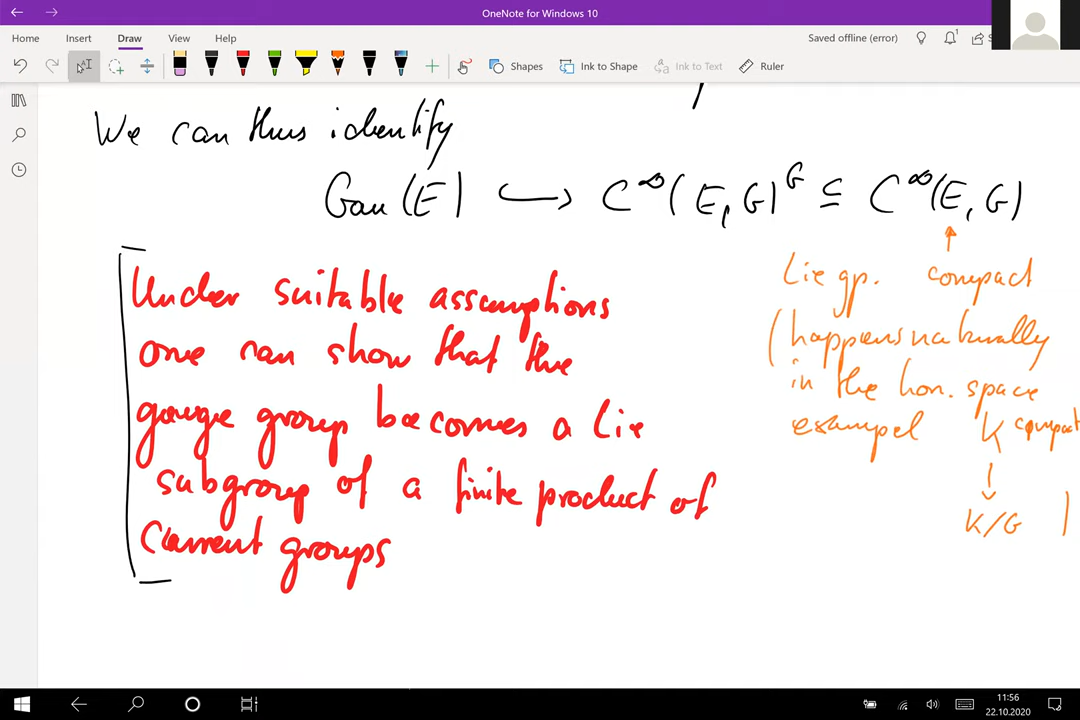 OneNote for Windows 10
Home Insert Draw View Help Saved offline (error)
Shapes Ink to Shape Ink to Text Ruler
We can thus identify
Gau(E) ↪ C^∞(E, G)^G ⊆ C^∞(E, G)
Under suitable assumptions
one can show that the
gauge group becomes a Lie
subgroup of a finite product of
Current groups
↑
Lie gp. compact
(happens naturally
in the hom. space
exampel K compact
↓
K/G )
11:56
22.10.2020